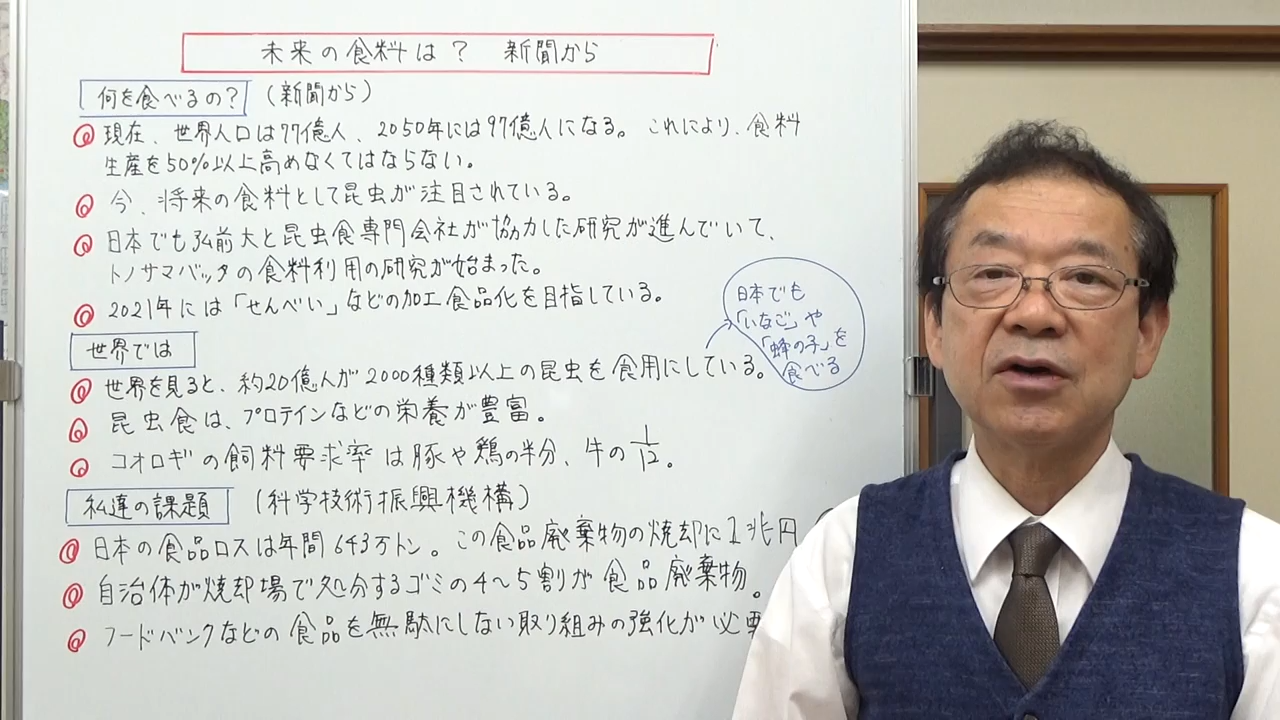 未来の食料は？ 新聞から
何を食べるの？ (新聞から)
現在、世界人口は77億人、2050年には97億人になる。これにより、食料
生産を50%以上高めなくてはならない。
今、将来の食料として昆虫が注目されている。
日本でも弘前大と昆虫食専門会社が協力した研究が進んでいて、
トノサマバッタの食料利用の研究が始まった。
2021年には「せんべい」などの加工食品化を目指している。
日本でも
「いなご」や
「蜂の子」を
食べる
世界では
世界を見ると、約20億人が2000種類以上の昆虫を食用にしている。
昆虫食は、プロテインなどの栄養が豊富。
コオロギの飼料要求率は豚や鶏の半分、牛の1/12。
私達の課題 (科学技術振興機構)
日本の食品ロスは年間643万トン。この食品廃棄物の焼却に1兆円
自治体が焼却場で処分するゴミの4〜5割が食品廃棄物。
フードバンクなどの食品を無駄にしない取り組みの強化が必要